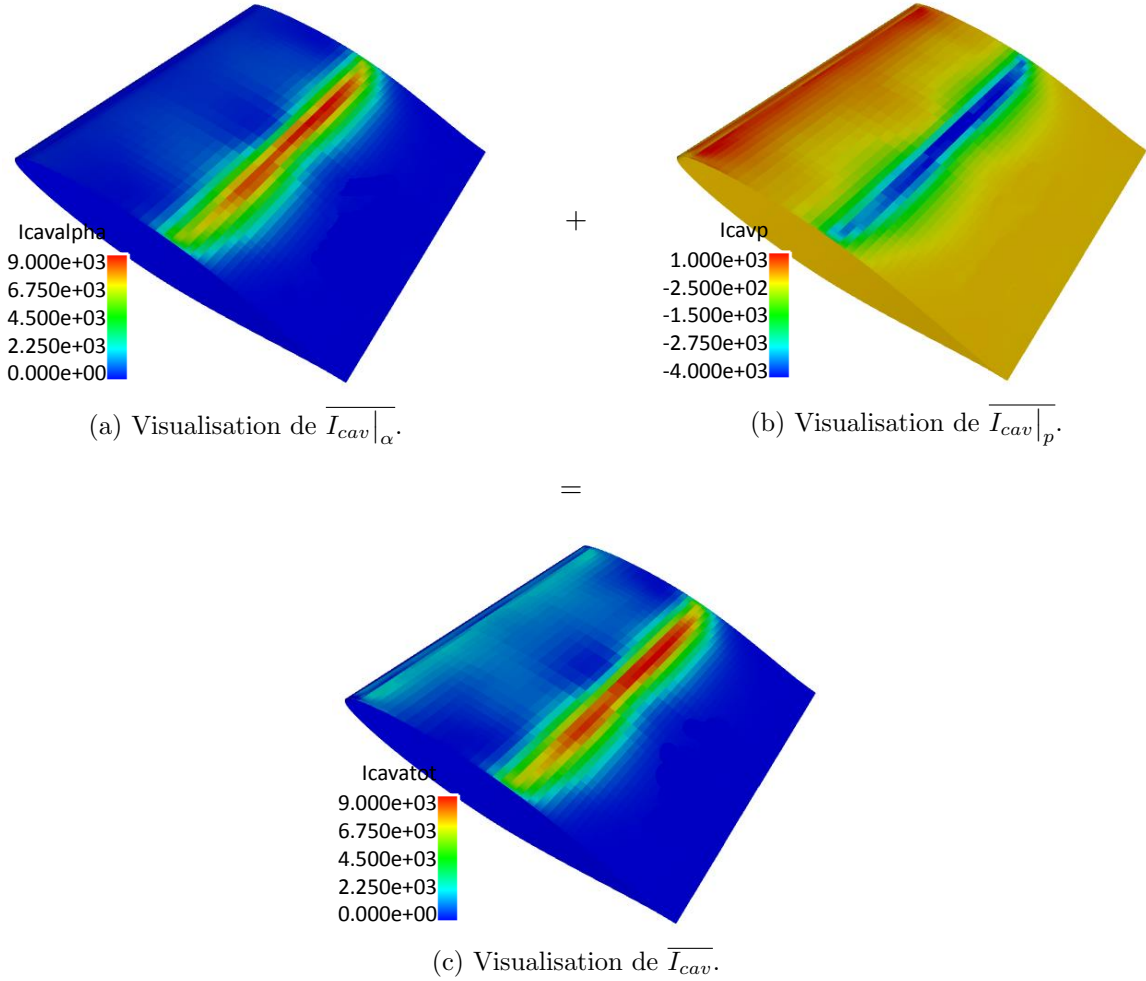 Icavalpha
9.000e+03
6.750e+03
4.500e+03
2.250e+03
0.000e+00
(a) Visualisation de $\overline{I_{cav}|_{\alpha}}$.
+
Icavp
1.000e+03
-2.500e+02
-1.500e+03
-2.750e+03
-4.000e+03
(b) Visualisation de $\overline{I_{cav}|_{p}}$.
=
Icavatot
9.000e+03
6.750e+03
4.500e+03
2.250e+03
0.000e+00
(c) Visualisation de $\overline{I_{cav}}$.